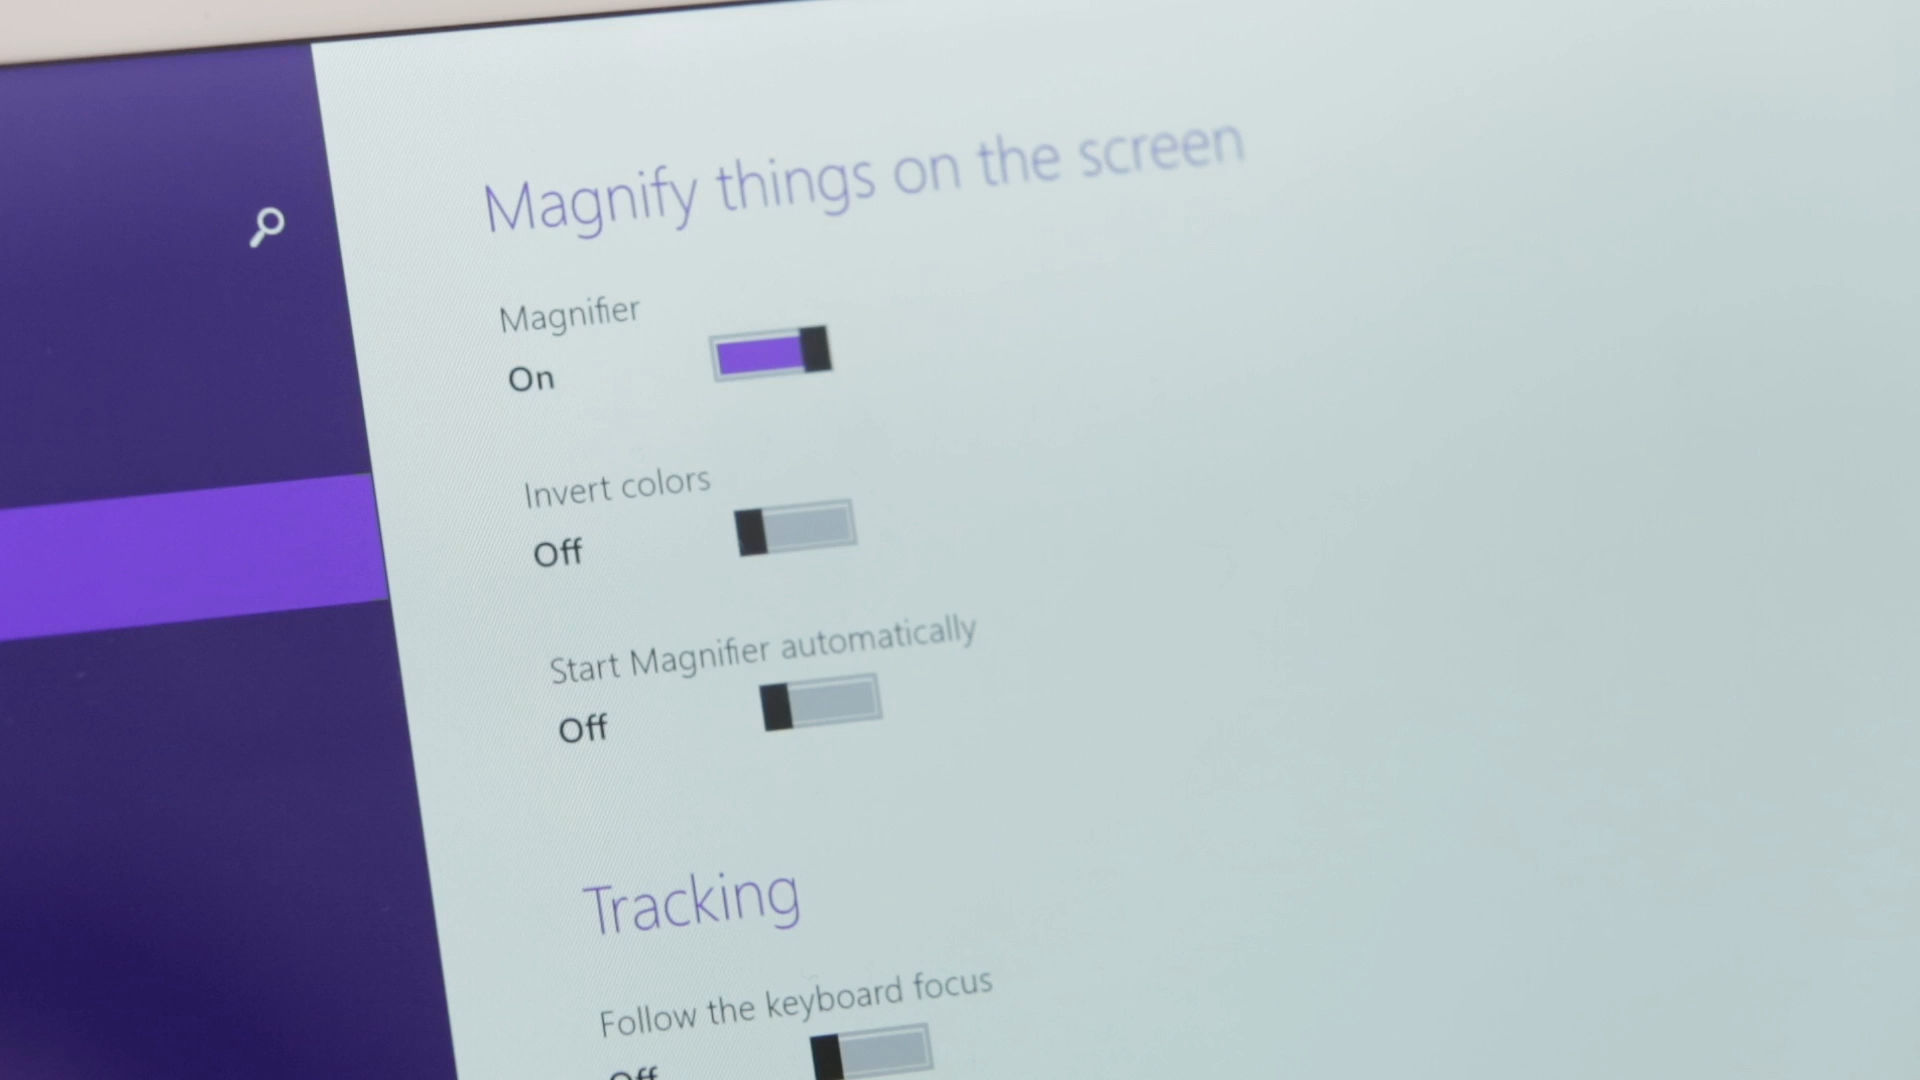 Magnify things on the screen
Magnifier
On
Invert colors
Off
Start Magnifier automatically
Off
Tracking
Follow the keyboard focus
Off